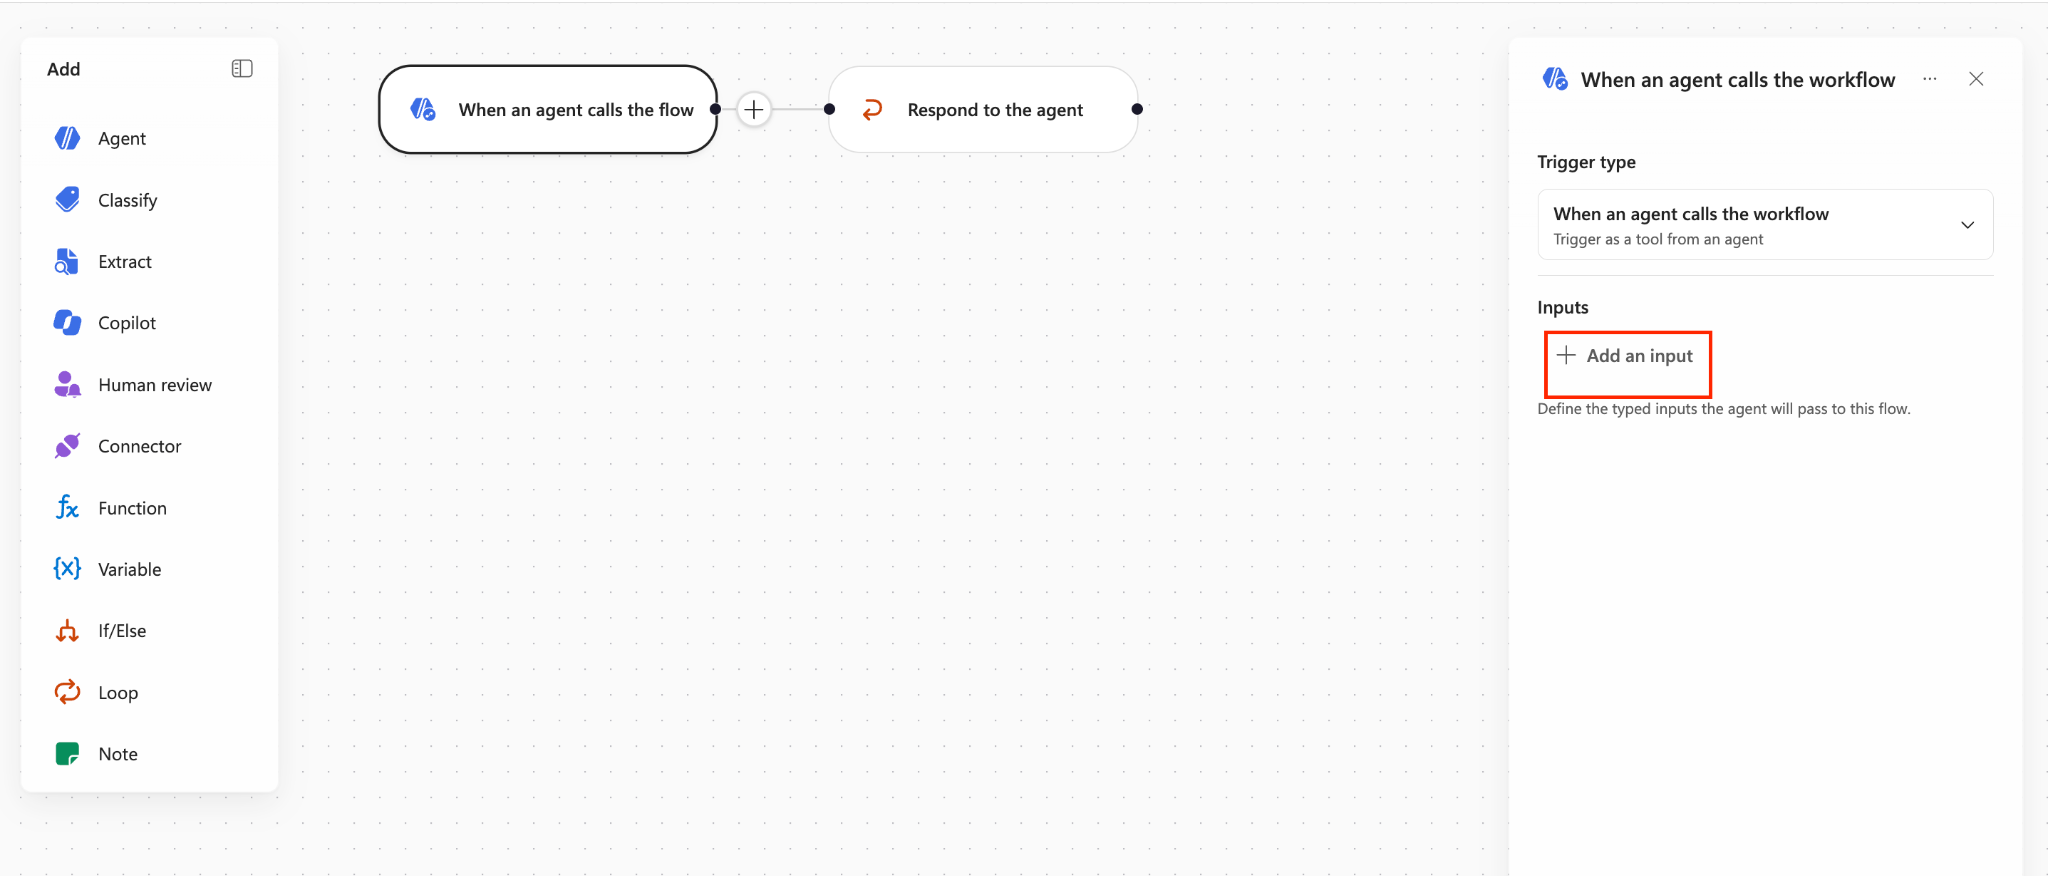 Add
Agent
Classify
Extract
Copilot
Human review
Connector
Function
Variable
If/Else
Loop
Note
When an agent calls the flow
Respond to the agent
When an agent calls the workflow
Trigger type
When an agent calls the workflow
Trigger as a tool from an agent
Inputs
Add an input
Define the typed inputs the agent will pass to this flow.